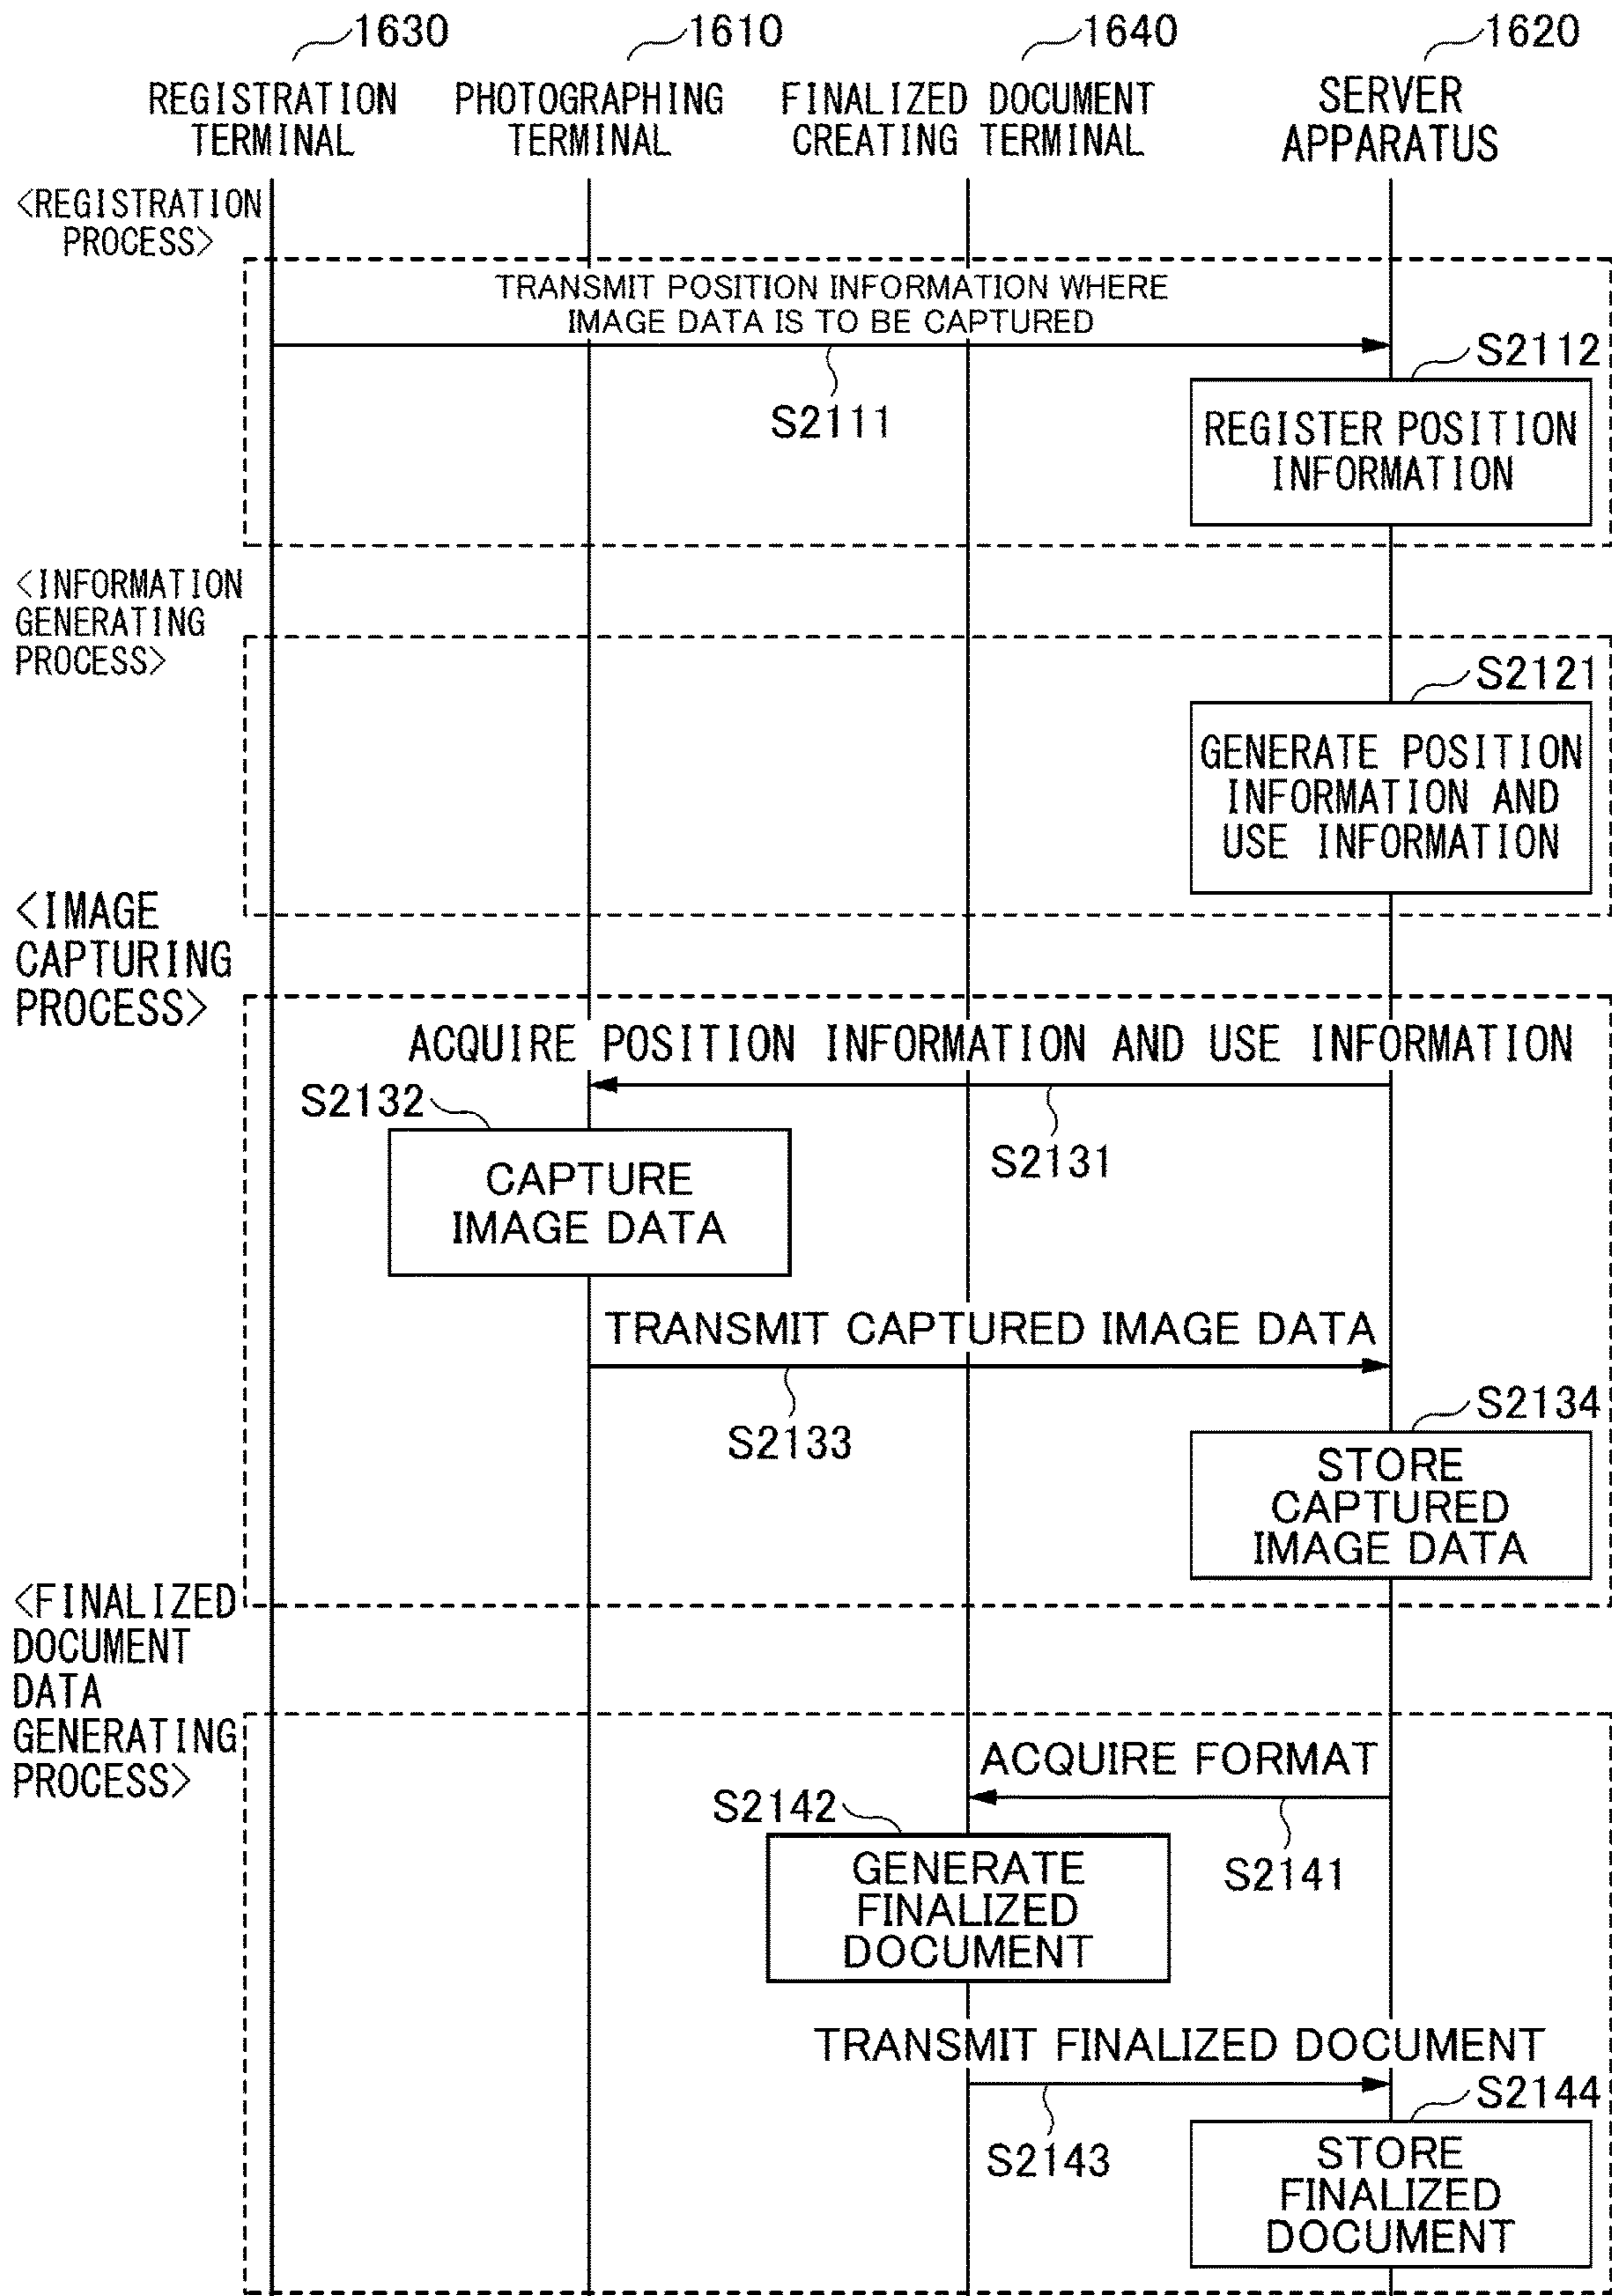 1630
1610
1640
1620
REGISTRATION
TERMINAL
PHOTOGRAPHING
TERMINAL
FINALIZED DOCUMENT
CREATING TERMINAL
SERVER
APPARATUS
<REGISTRATION
PROCESS>
TRANSMIT POSITION INFORMATION WHERE
IMAGE DATA IS TO BE CAPTURED
S2111
S2112
REGISTER POSITION
INFORMATION
<INFORMATION
GENERATING
PROCESS>
S2121
GENERATE POSITION
INFORMATION AND
USE INFORMATION
<IMAGE
CAPTURING
PROCESS>
ACQUIRE POSITION INFORMATION AND USE INFORMATION
S2131
S2132
CAPTURE
IMAGE DATA
TRANSMIT CAPTURED IMAGE DATA
S2133
S2134
STORE
CAPTURED
IMAGE DATA
<FINALIZED
DOCUMENT
DATA
GENERATING
PROCESS>
ACQUIRE FORMAT
S2141
S2142
GENERATE
FINALIZED
DOCUMENT
TRANSMIT FINALIZED DOCUMENT
S2143
S2144
STORE
FINALIZED
DOCUMENT